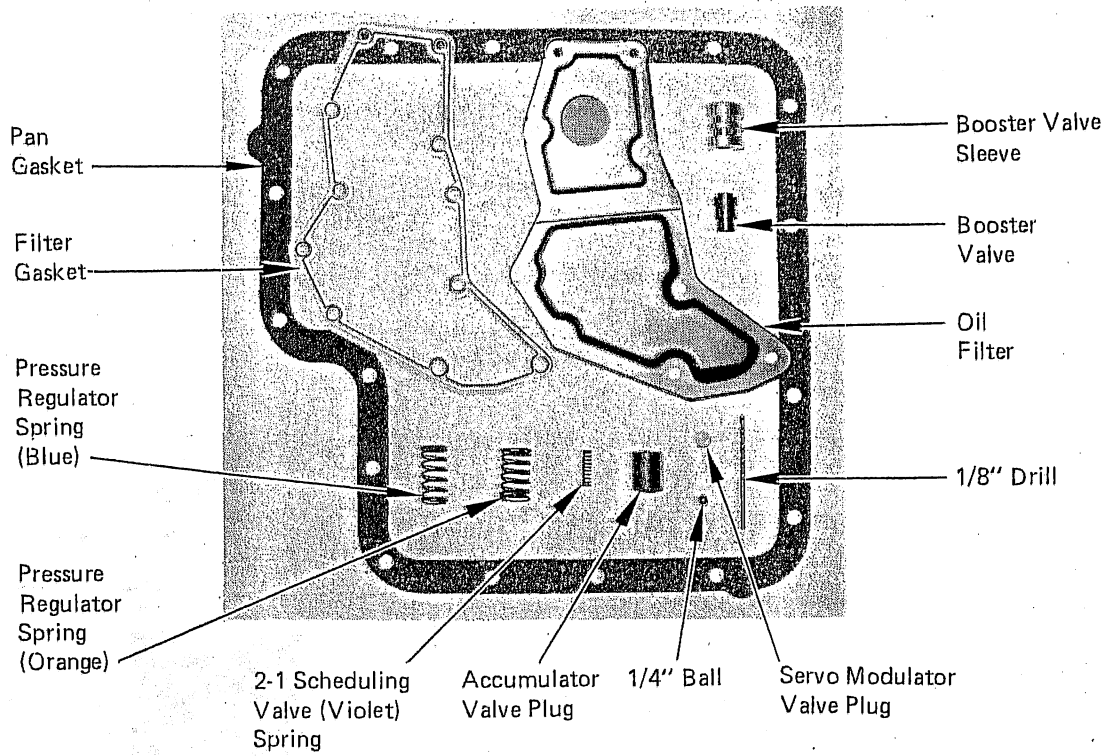 Pan
Gasket
Filter
Gasket
Pressure
Regulator
Spring
(Blue)
Pressure
Regulator
Spring
(Orange)
2-1 Scheduling
Valve (Violet)
Spring
Accumulator
Valve Plug
1/4" Ball
Servo Modulator
Valve Plug
1/8" Drill
Oil
Filter
Booster
Valve
Booster Valve
Sleeve